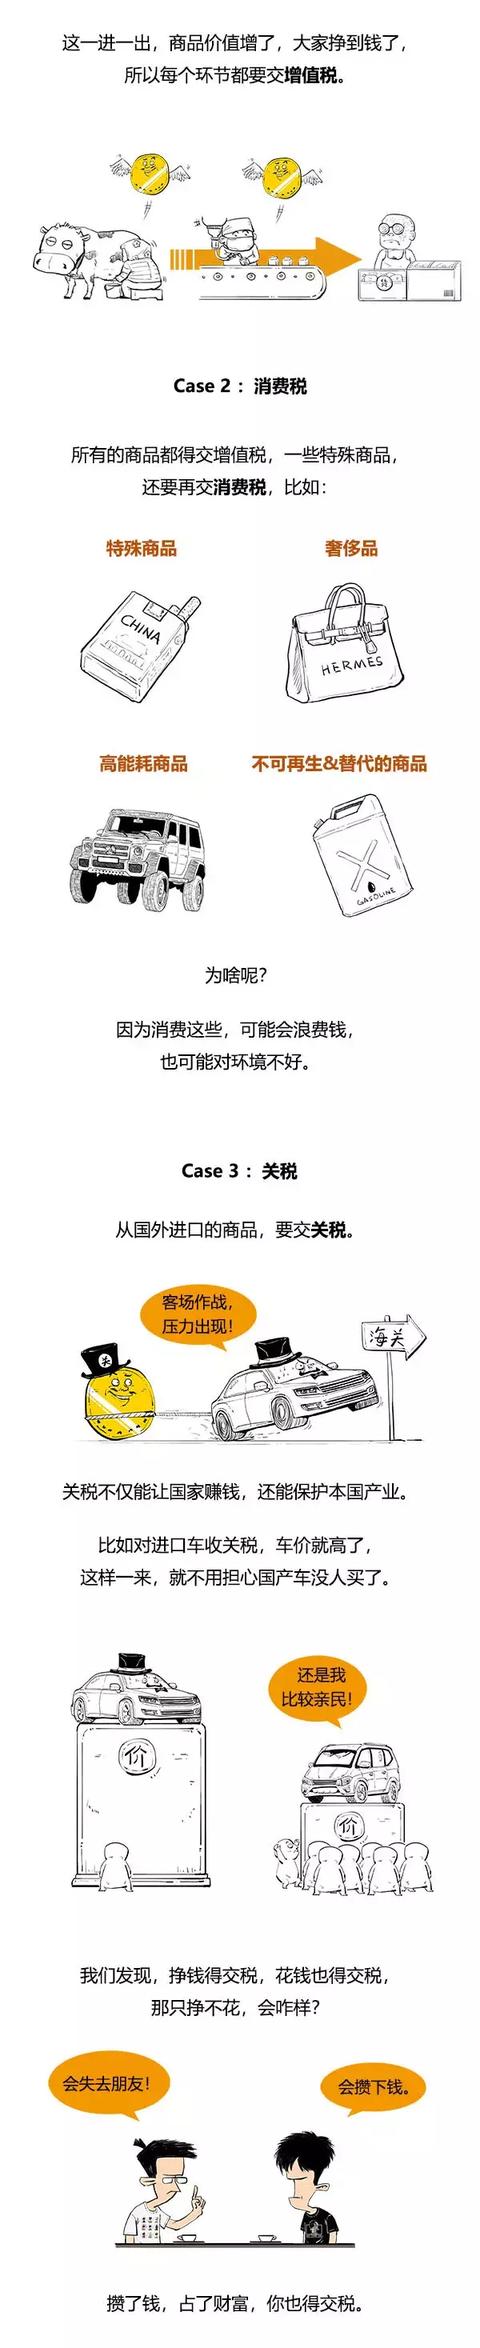 这一进一出，商品价值增了，大家挣到钱了，
所以每个环节都要交增值税。
Case 2：消费税
所有的商品都得交增值税，一些特殊商品，
还要再交消费税，比如：
特殊商品
奢侈品
CHINA
HERMES
高能耗商品
不可再生&替代的商品
GASOLINE
为啥呢？
因为消费这些，可能会浪费钱，
也可能对环境不好。
Case 3：关税
从国外进口的商品，要交关税。
客场作战，
压力出现！
关
海关
关税不仅能让国家赚钱，还能保护本国产业。
比如对进口车收关税，车价就高了，
这样一来，就不用担心国产车没人买了。
还是我
比较亲民！
价
价
我们发现，挣钱得交税，花钱也得交税，
那只挣不花，会咋样？
会失去朋友！
会攒下钱。
攒了钱，占了财富，你也得交税。